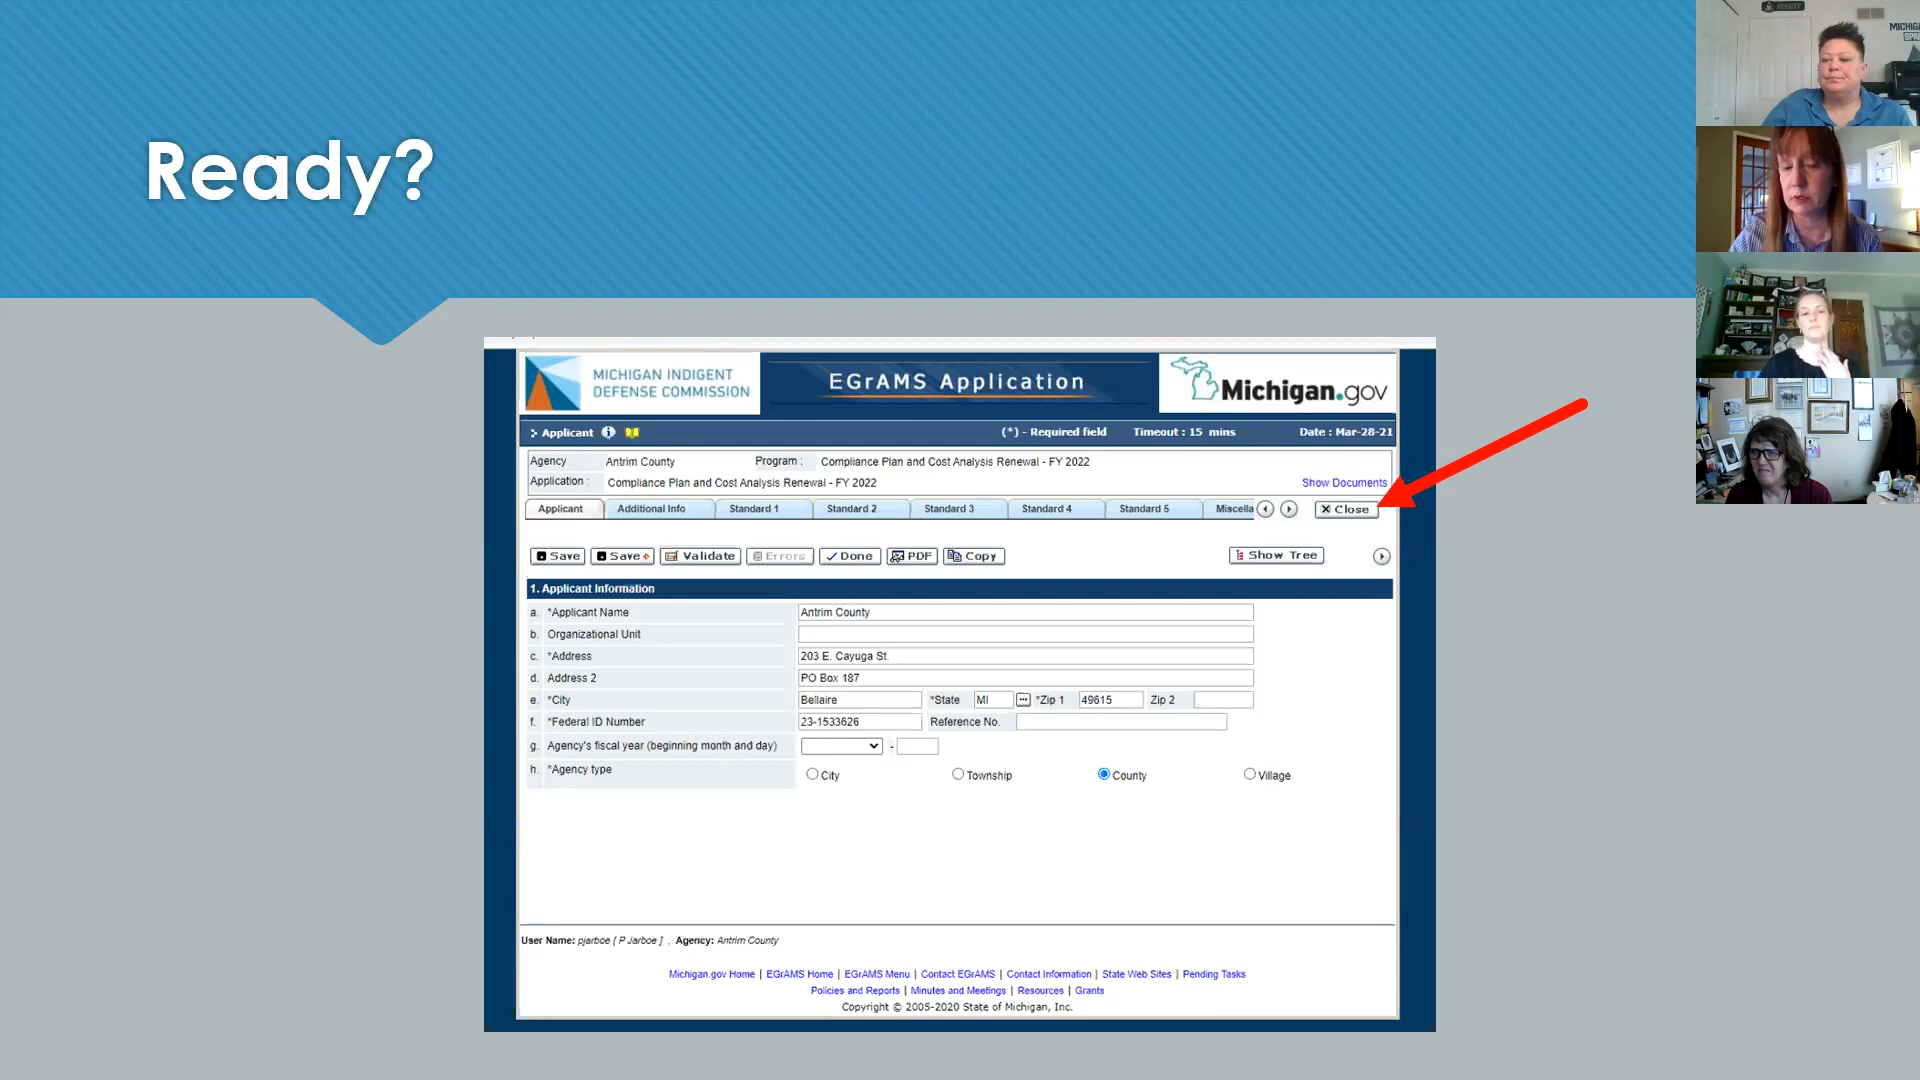 Ready?
MICHIGAN INDIGENT
DEFENSE COMMISSION
EGrAMS Application
Michigan.gov
Applicant
(*) - Required field Timeout : 15 mins Date : Mar-28-21
Agency Antrim County Program : Compliance Plan and Cost Analysis Renewal - FY 2022
Application : Compliance Plan and Cost Analysis Renewal - FY 2022 Show Documents
Applicant Additional Info Standard 1 Standard 2 Standard 3 Standard 4 Standard 5 Miscella Close
Save Save Validate Errors Done PDF Copy Show Tree
1. Applicant Information
a. *Applicant Name Antrim County
b. Organizational Unit
c. *Address 203 E. Cayuga St.
d. Address 2 PO Box 187
e. *City Bellaire *State MI *Zip 1 49615 Zip 2
f. *Federal ID Number 23-1533626 Reference No.
g. Agency's fiscal year (beginning month and day) -
h. *Agency type City Township County Village
User Name: pjarboe [ P Jarboe ] , Agency: Antrim County
Michigan.gov Home | EGrAMS Home | EGrAMS Menu | Contact EGrAMS | Contact Information | State Web Sites | Pending Tasks
Policies and Reports | Minutes and Meetings | Resources | Grants
Copyright © 2005-2020 State of Michigan, Inc.